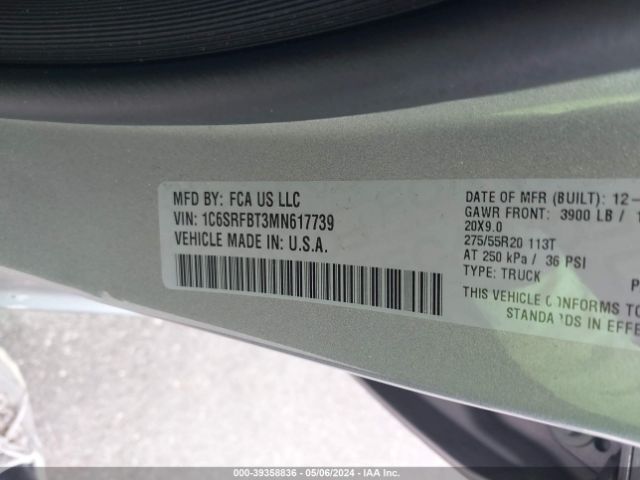 MFD BY: FCA US LLC
VIN: 1C6SRFBT3MN617739
VEHICLE MADE IN: U.S.A.
DATE OF MFR (BUILT): 12-
GAWR FRONT: 3900 LB /
20X9.0
275/55R20 113T
AT 250 kPa / 36 PSI
TYPE: TRUCK
THIS VEHICLE CONFORMS TO
STANDARDS IN EFFE
000-39358836 - 05/06/2024 - IAA Inc.